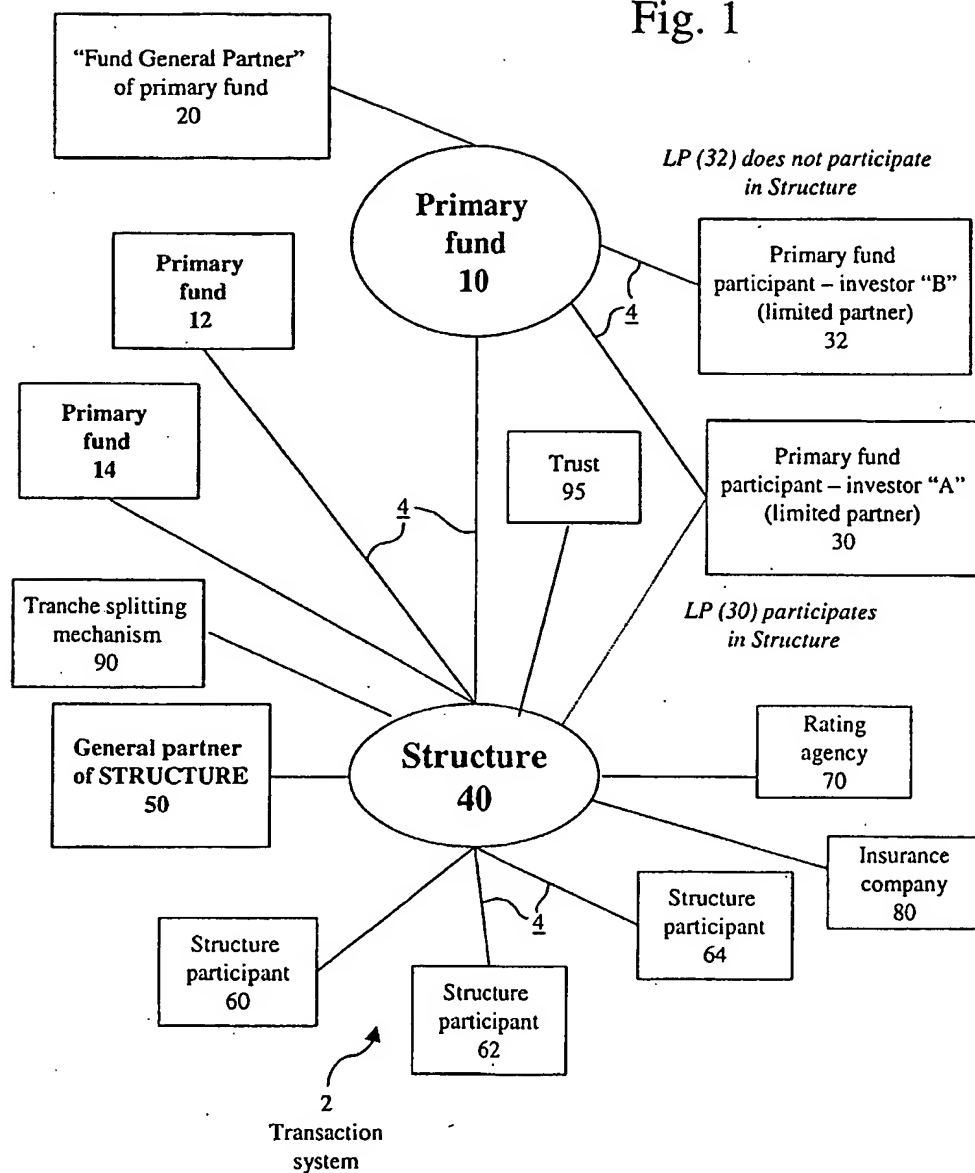 Fig. 1
“Fund General Partner”
of primary fund
20
LP (32) does not participate
in Structure
Primary
fund
10
Primary
fund
12
4
Primary fund
participant – investor “B”
(limited partner)
32
4
Primary
fund
14
Trust
95
Primary fund
participant – investor “A”
(limited partner)
30
4
Tranche splitting
mechanism
90
LP (30) participates
in Structure
General partner
of STRUCTURE
50
Structure
40
Rating
agency
70
Insurance
company
80
4
Structure
participant
64
Structure
participant
60
Structure
participant
62
2
Transaction
system